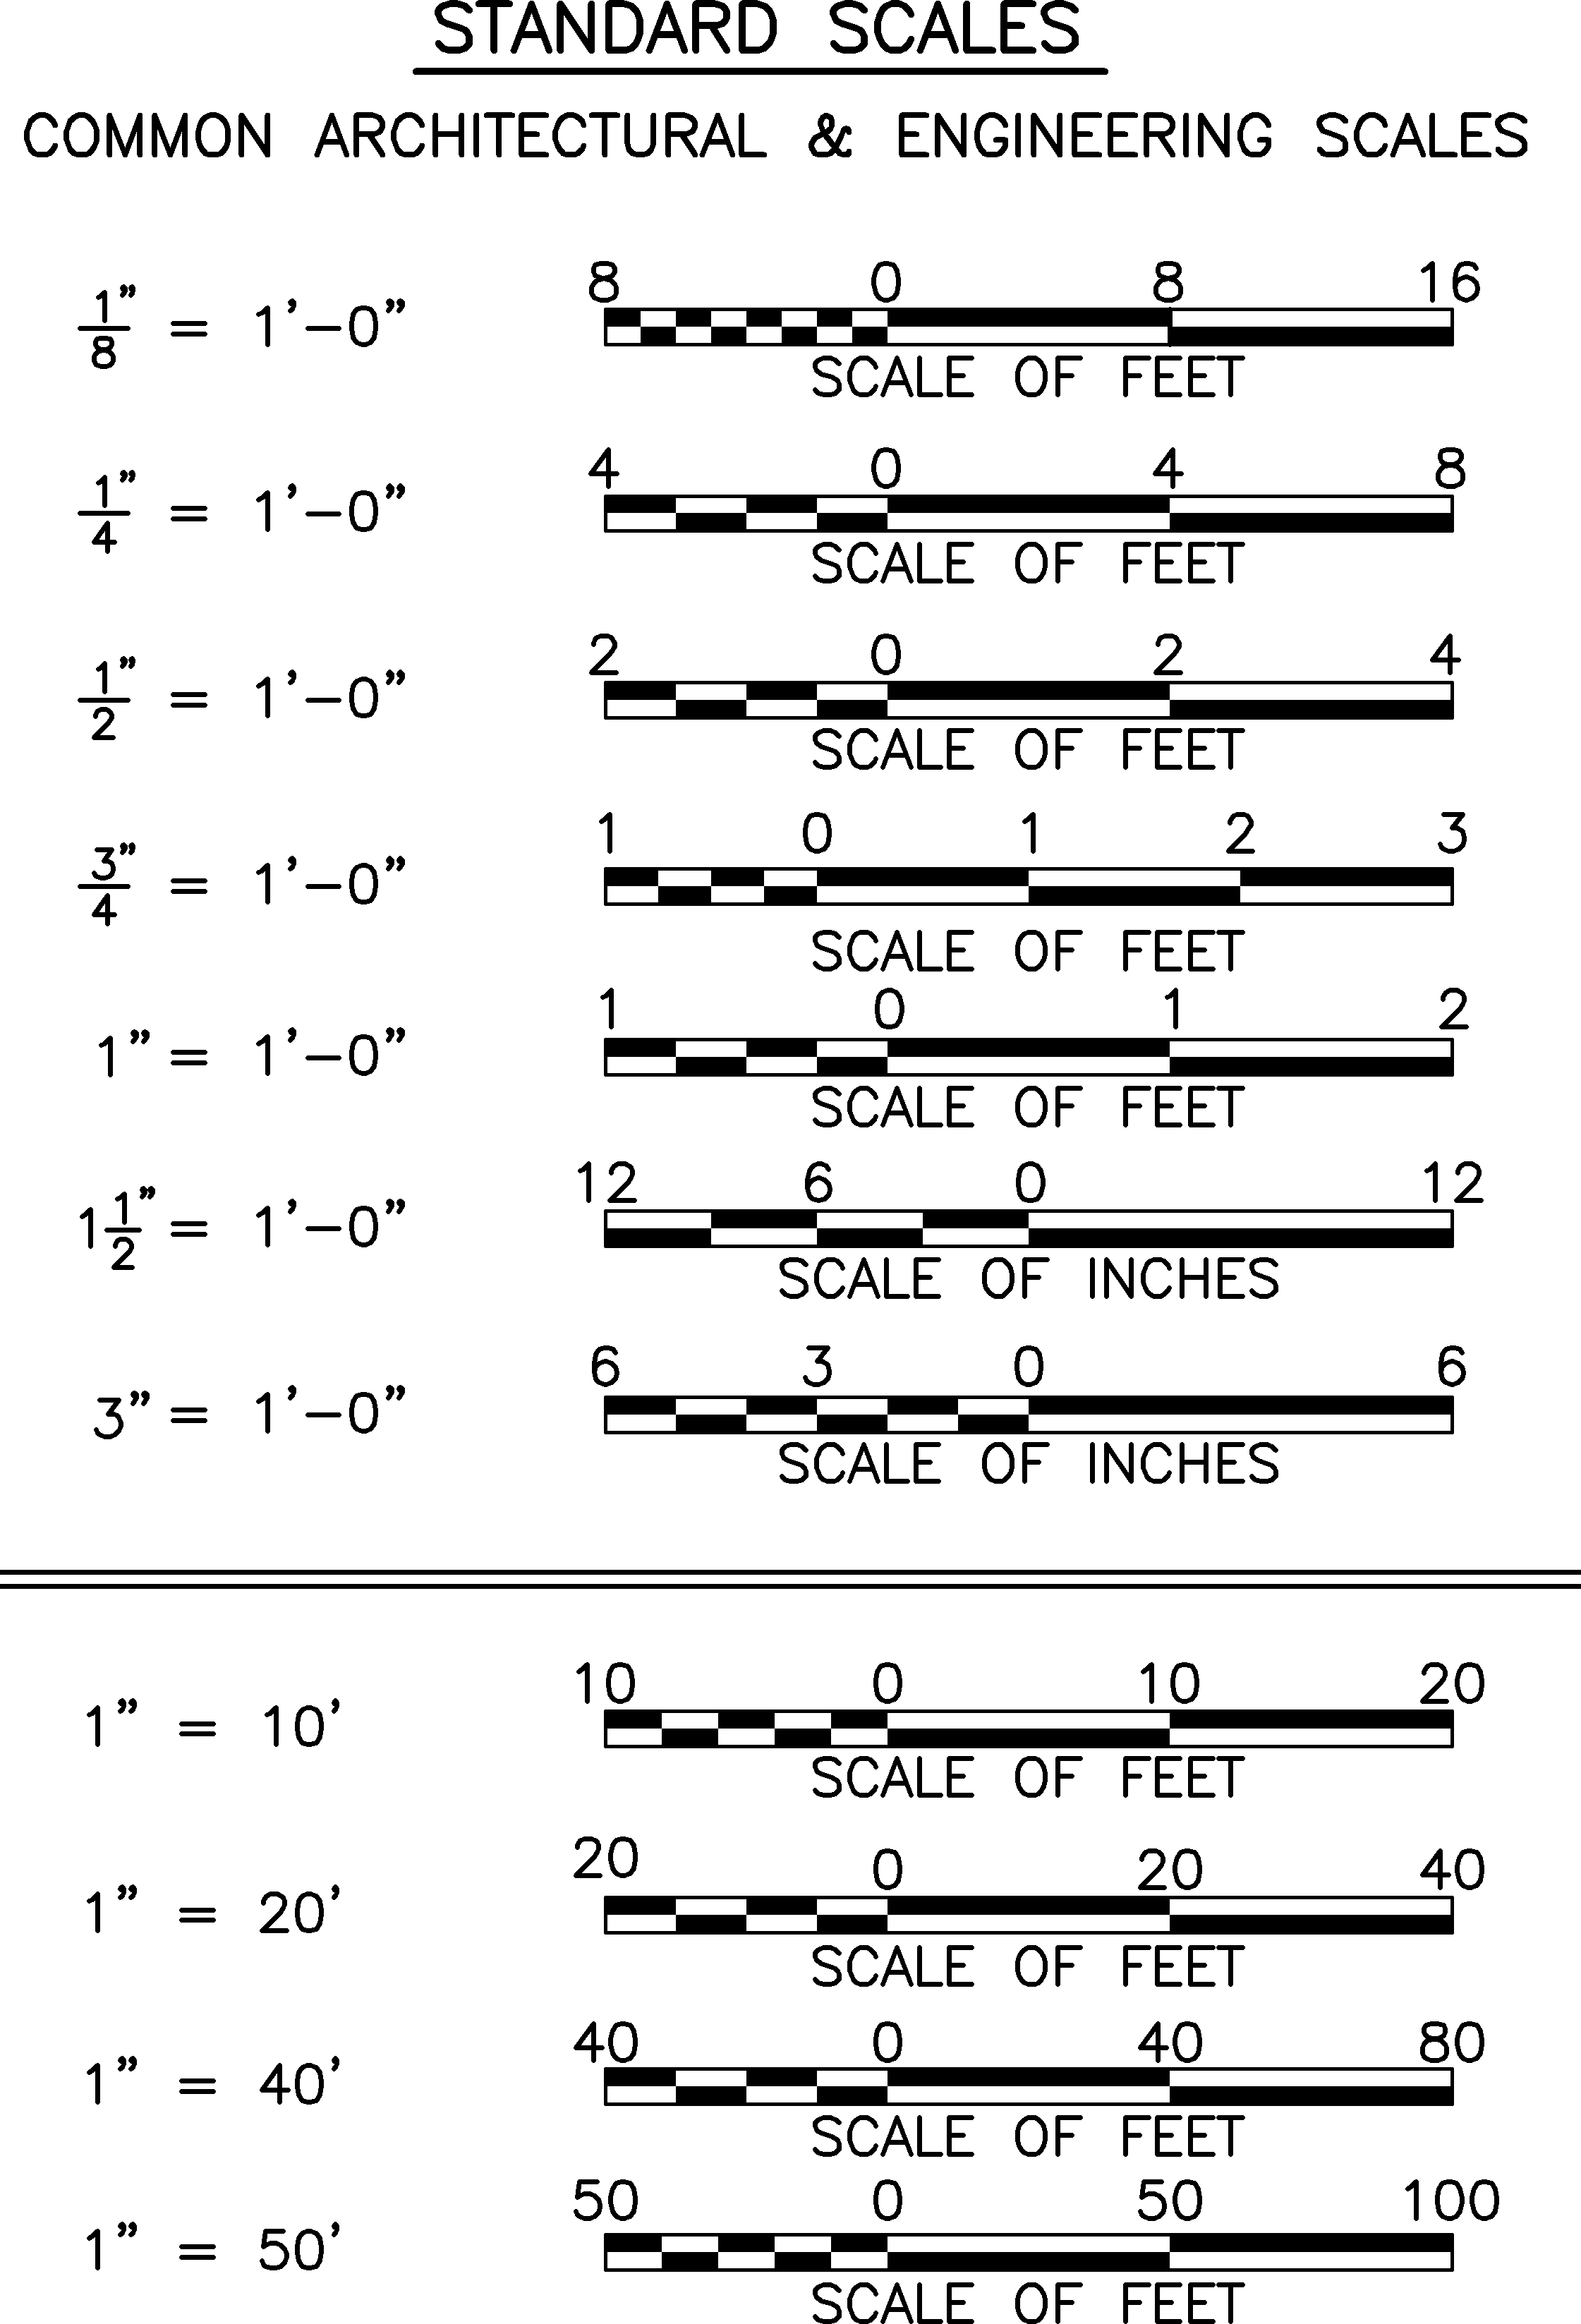 STANDARD SCALES
COMMON ARCHITECTURAL & ENGINEERING SCALES
8 0 8 16
1/8" = 1'-0"
SCALE OF FEET
4 0 4 8
1/4" = 1'-0"
SCALE OF FEET
2 0 2 4
1/2" = 1'-0"
SCALE OF FEET
1 0 1 2 3
3/4" = 1'-0"
SCALE OF FEET
1 0 1 2
1" = 1'-0"
SCALE OF FEET
12 6 0 12
1 1/2" = 1'-0"
SCALE OF INCHES
6 3 0 6
3" = 1'-0"
SCALE OF INCHES
10 0 10 20
1" = 10'
SCALE OF FEET
20 0 20 40
1" = 20'
SCALE OF FEET
40 0 40 80
1" = 40'
SCALE OF FEET
50 0 50 100
1" = 50'
SCALE OF FEET